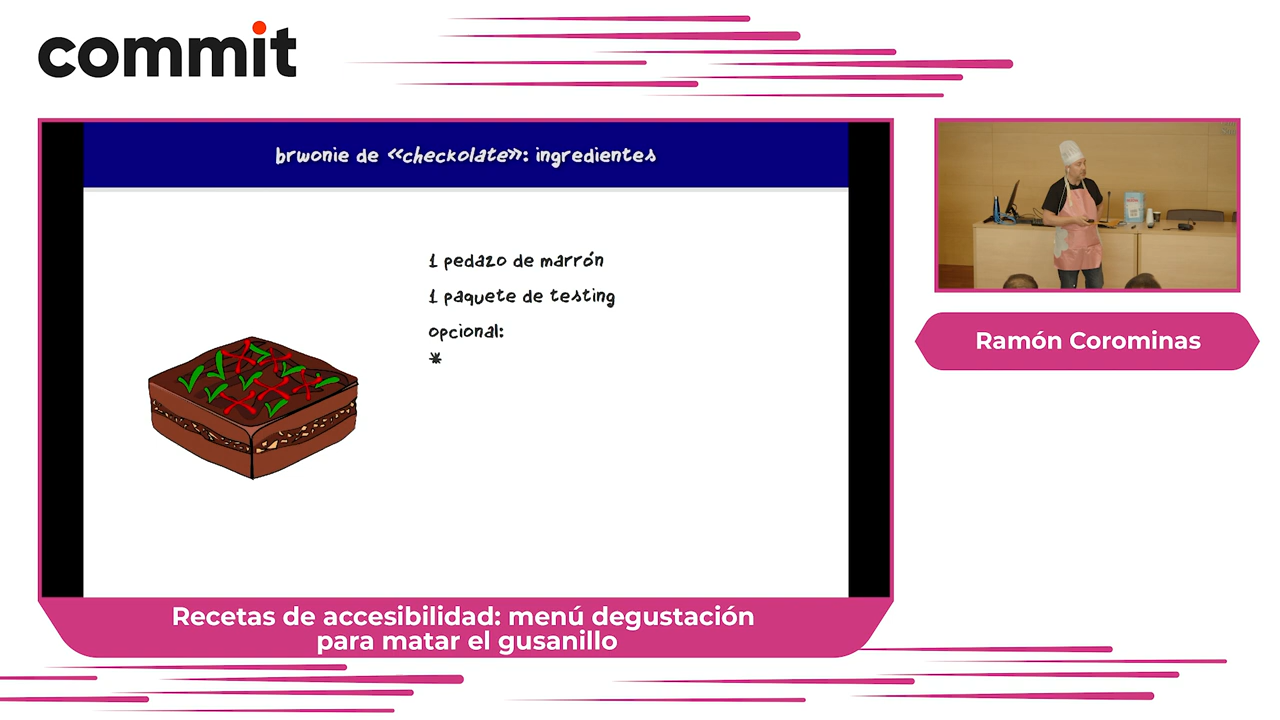 commit
brwonie de «checkolate»: ingredientes
1 pedazo de marrón
1 paquete de testing
opcional:
*
Ramón Corominas
Recetas de accesibilidad: menú degustación
para matar el gusanillo